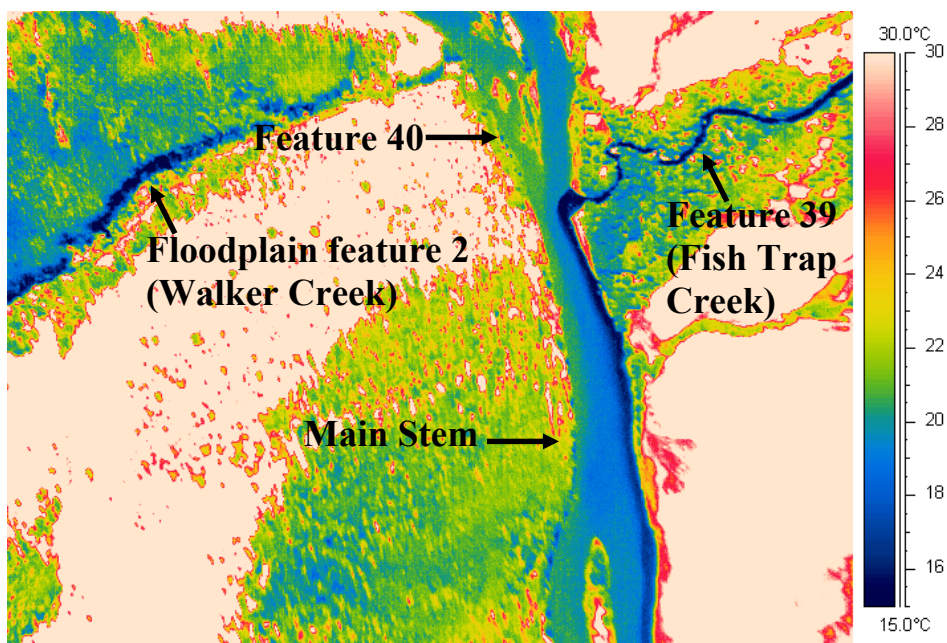 30.0°C
30
Feature 40
28
Feature 39
(Fish Trap
Creek)
26
Floodplain feature 2
(Walker Creek)
24
22
Main Stem
20
18
16
15.0°C